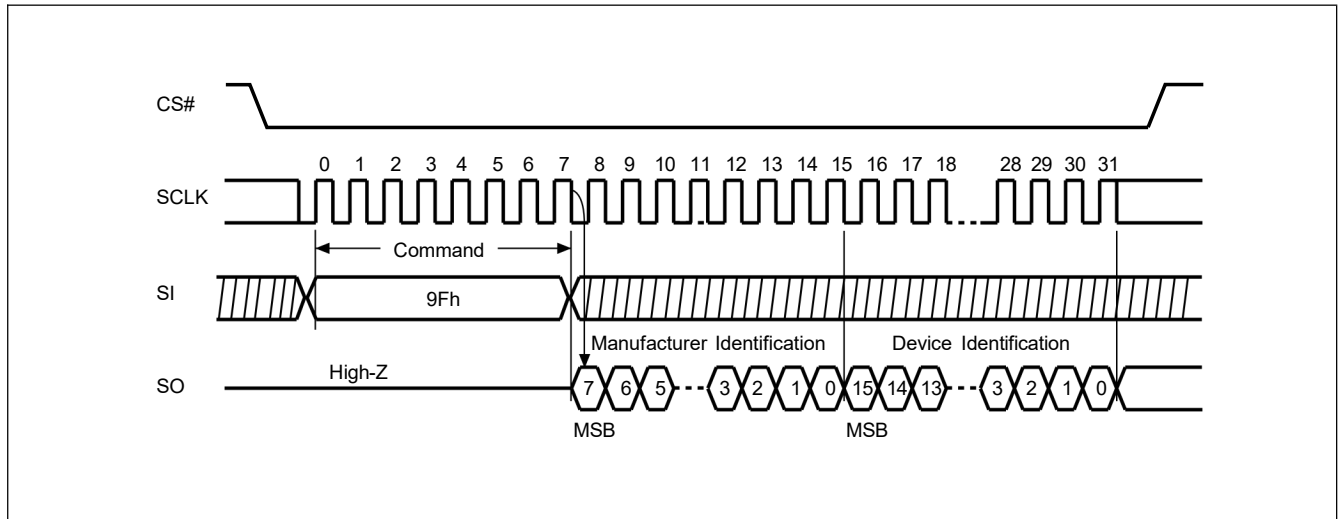 CS#
0 1 2 3 4 5 6 7 8 9 10 11 12 13 14 15 16 17 18 28 29 30 31
SCLK
Command
SI
9Fh
Manufacturer Identification Device Identification
High-Z
SO
7 6 5 3 2 1 0 15 14 13 3 2 1 0
MSB MSB